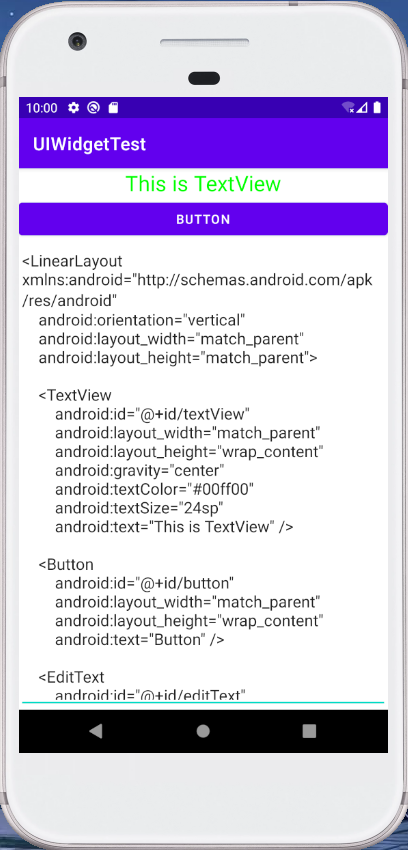 10:00
UIWidgetTest
This is TextView
BUTTON
<LinearLayout
xmlns:android="http://schemas.android.com/apk
/res/android"
    android:orientation="vertical"
    android:layout_width="match_parent"
    android:layout_height="match_parent">

    <TextView
        android:id="@+id/textView"
        android:layout_width="match_parent"
        android:layout_height="wrap_content"
        android:gravity="center"
        android:textColor="#00ff00"
        android:textSize="24sp"
        android:text="This is TextView" />

    <Button
        android:id="@+id/button"
        android:layout_width="match_parent"
        android:layout_height="wrap_content"
        android:text="Button" />

    <EditText
        android:id="@+id/editText"